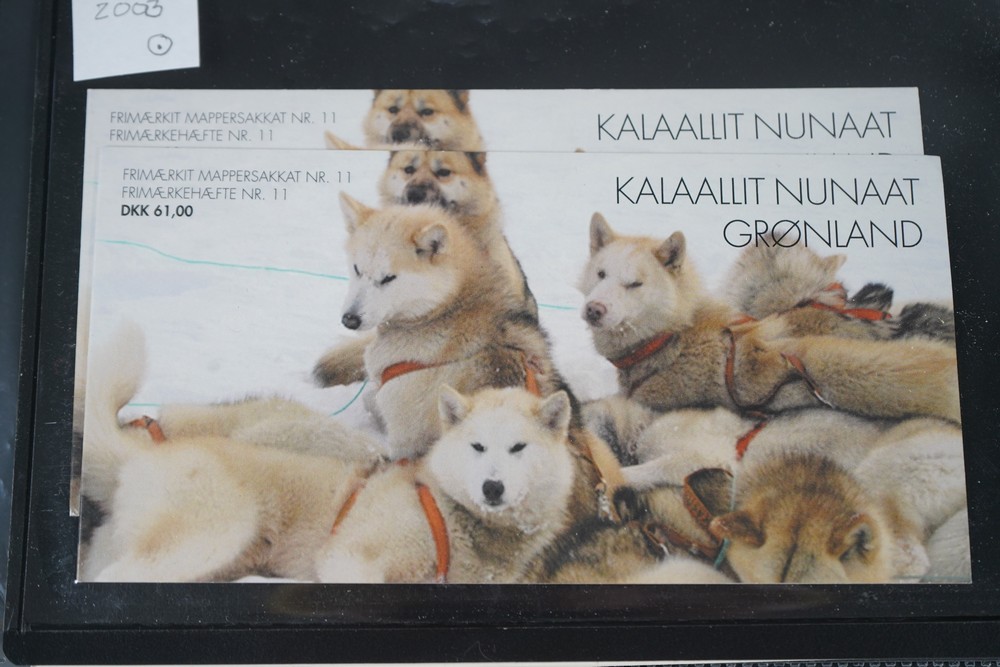 2003
FRIMÆRKIT MAPPERSAKKAT NR. 11
FRIMÆRKEHÆFTE NR. 11
KALAALLIT NUNAAT
FRIMÆRKIT MAPPERSAKKAT NR. 11
FRIMÆRKEHÆFTE NR. 11
DKK 61,00
KALAALLIT NUNAAT
GRØNLAND